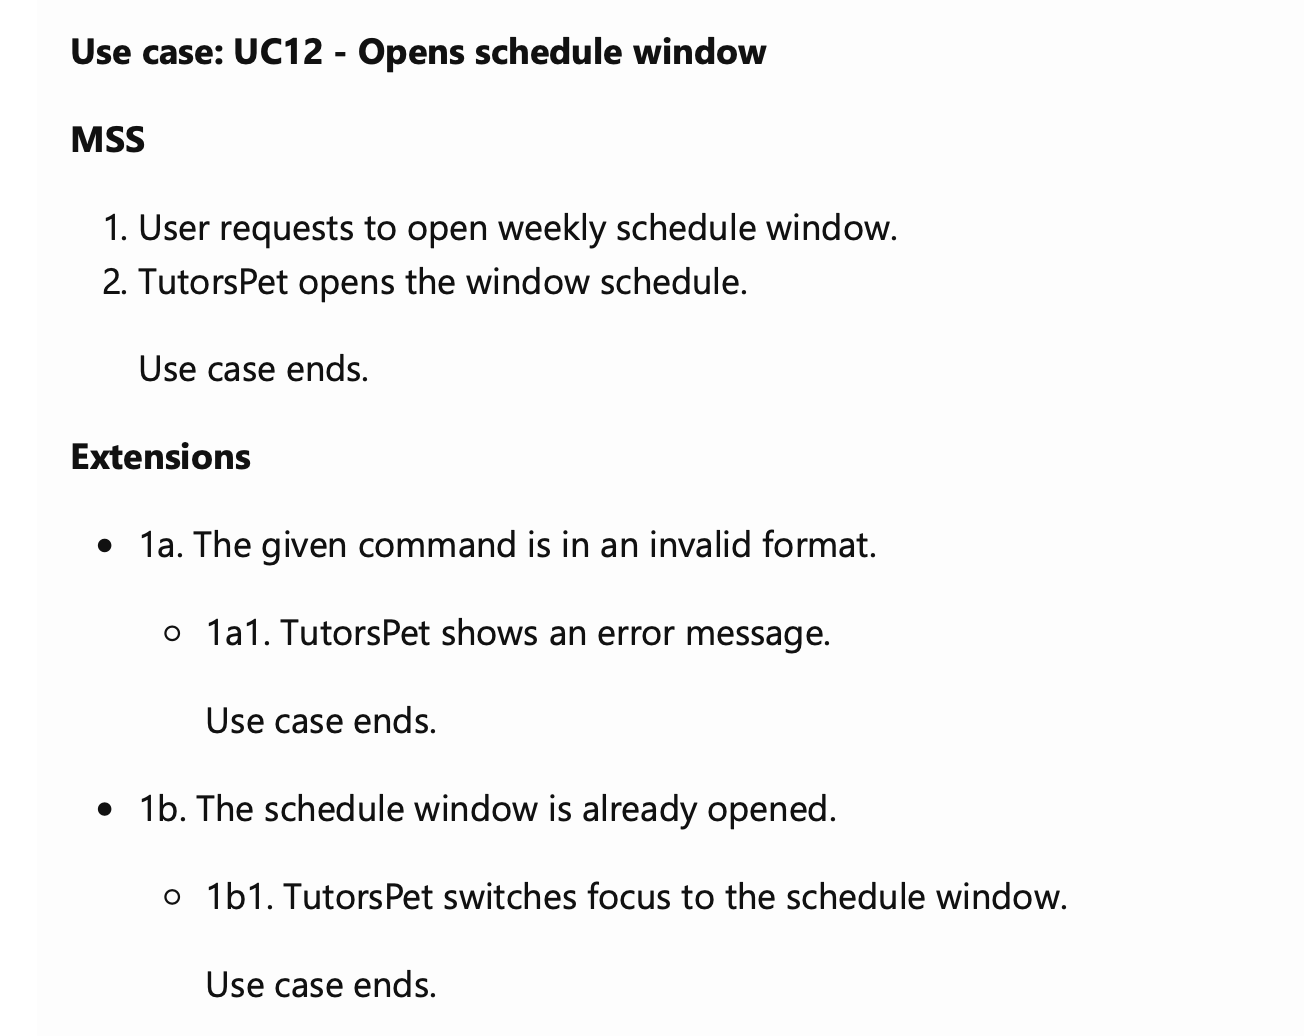 Use case: UC12 - Opens schedule window
MSS
1. User requests to open weekly schedule window.
2. TutorsPet opens the window schedule.
Use case ends.
Extensions
• 1a. The given command is in an invalid format.
○ 1a1. TutorsPet shows an error message.
Use case ends.
• 1b. The schedule window is already opened.
○ 1b1. TutorsPet switches focus to the schedule window.
Use case ends.